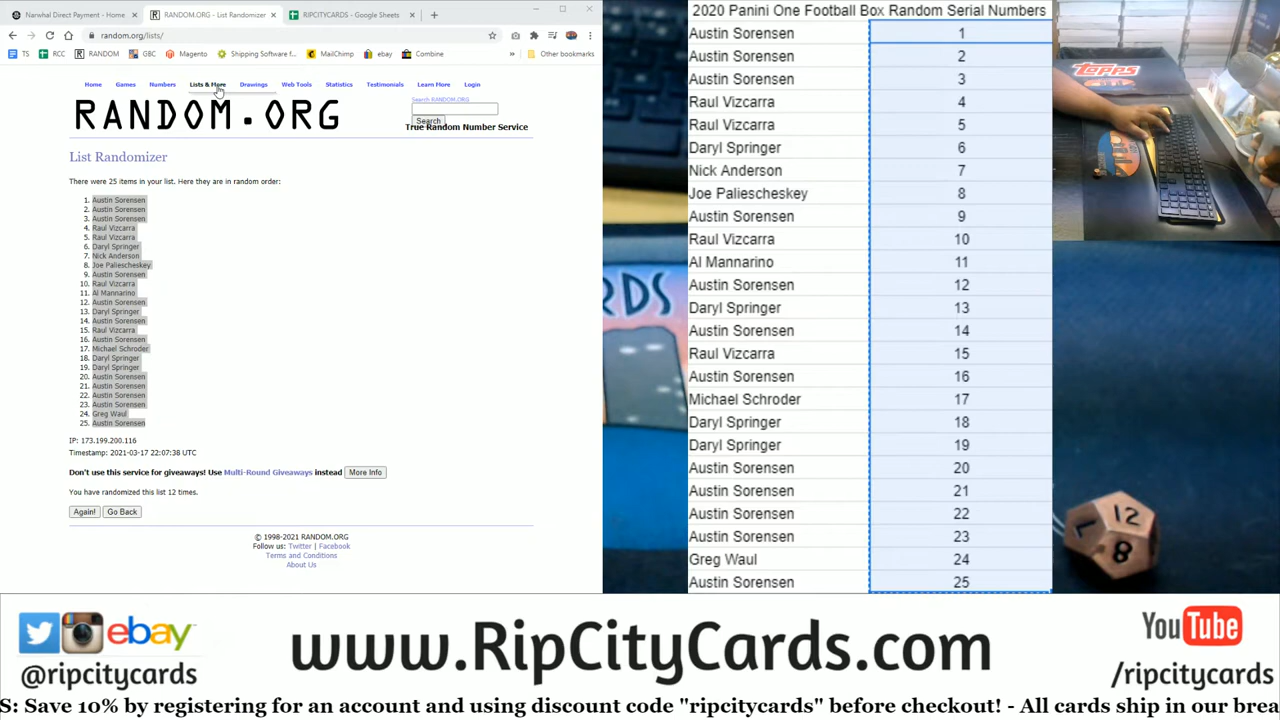 Narwhal Direct Payment - Home
RANDOM.ORG - List Randomizer
RIPCITYCARDS - Google Sheets
random.org/lists/
TS RCC RANDOM GBC Magento Shipping Software f... MailChimp ebay Combine » Other bookmarks
Home Games Numbers Lists & More Drawings Web Tools Statistics Testimonials Learn More Login
RANDOM.ORG
Search RANDOM.ORG
Search
True Random Number Service
List Randomizer
There were 25 items in your list. Here they are in random order:
1. Austin Sorensen
2. Austin Sorensen
3. Austin Sorensen
4. Raul Vizcarra
5. Raul Vizcarra
6. Daryl Springer
7. Nick Anderson
8. Joe Paliescheskey
9. Austin Sorensen
10. Raul Vizcarra
11. Al Mannarino
12. Austin Sorensen
13. Daryl Springer
14. Austin Sorensen
15. Raul Vizcarra
16. Austin Sorensen
17. Michael Schroder
18. Daryl Springer
19. Daryl Springer
20. Austin Sorensen
21. Austin Sorensen
22. Austin Sorensen
23. Austin Sorensen
24. Greg Waul
25. Austin Sorensen
IP: 173.199.200.116
Timestamp: 2021-03-17 22:07:38 UTC
Don't use this service for giveaways! Use Multi-Round Giveaways instead More Info
You have randomized this list 12 times.
Again! Go Back
© 1998-2021 RANDOM.ORG
Follow us: Twitter | Facebook
Terms and Conditions
About Us
2020 Panini One Football Box Random Serial Numbers
Austin Sorensen 1
Austin Sorensen 2
Austin Sorensen 3
Raul Vizcarra 4
Raul Vizcarra 5
Daryl Springer 6
Nick Anderson 7
Joe Paliescheskey 8
Austin Sorensen 9
Raul Vizcarra 10
Al Mannarino 11
Austin Sorensen 12
Daryl Springer 13
Austin Sorensen 14
Raul Vizcarra 15
Austin Sorensen 16
Michael Schroder 17
Daryl Springer 18
Daryl Springer 19
Austin Sorensen 20
Austin Sorensen 21
Austin Sorensen 22
Austin Sorensen 23
Greg Waul 24
Austin Sorensen 25
topps
RDS
12
8
ebay
@ripcitycards
www.RipCityCards.com
YouTube
/ripcitycards
S: Save 10% by registering for an account and using discount code "ripcitycards" before checkout! - All cards ship in our brea